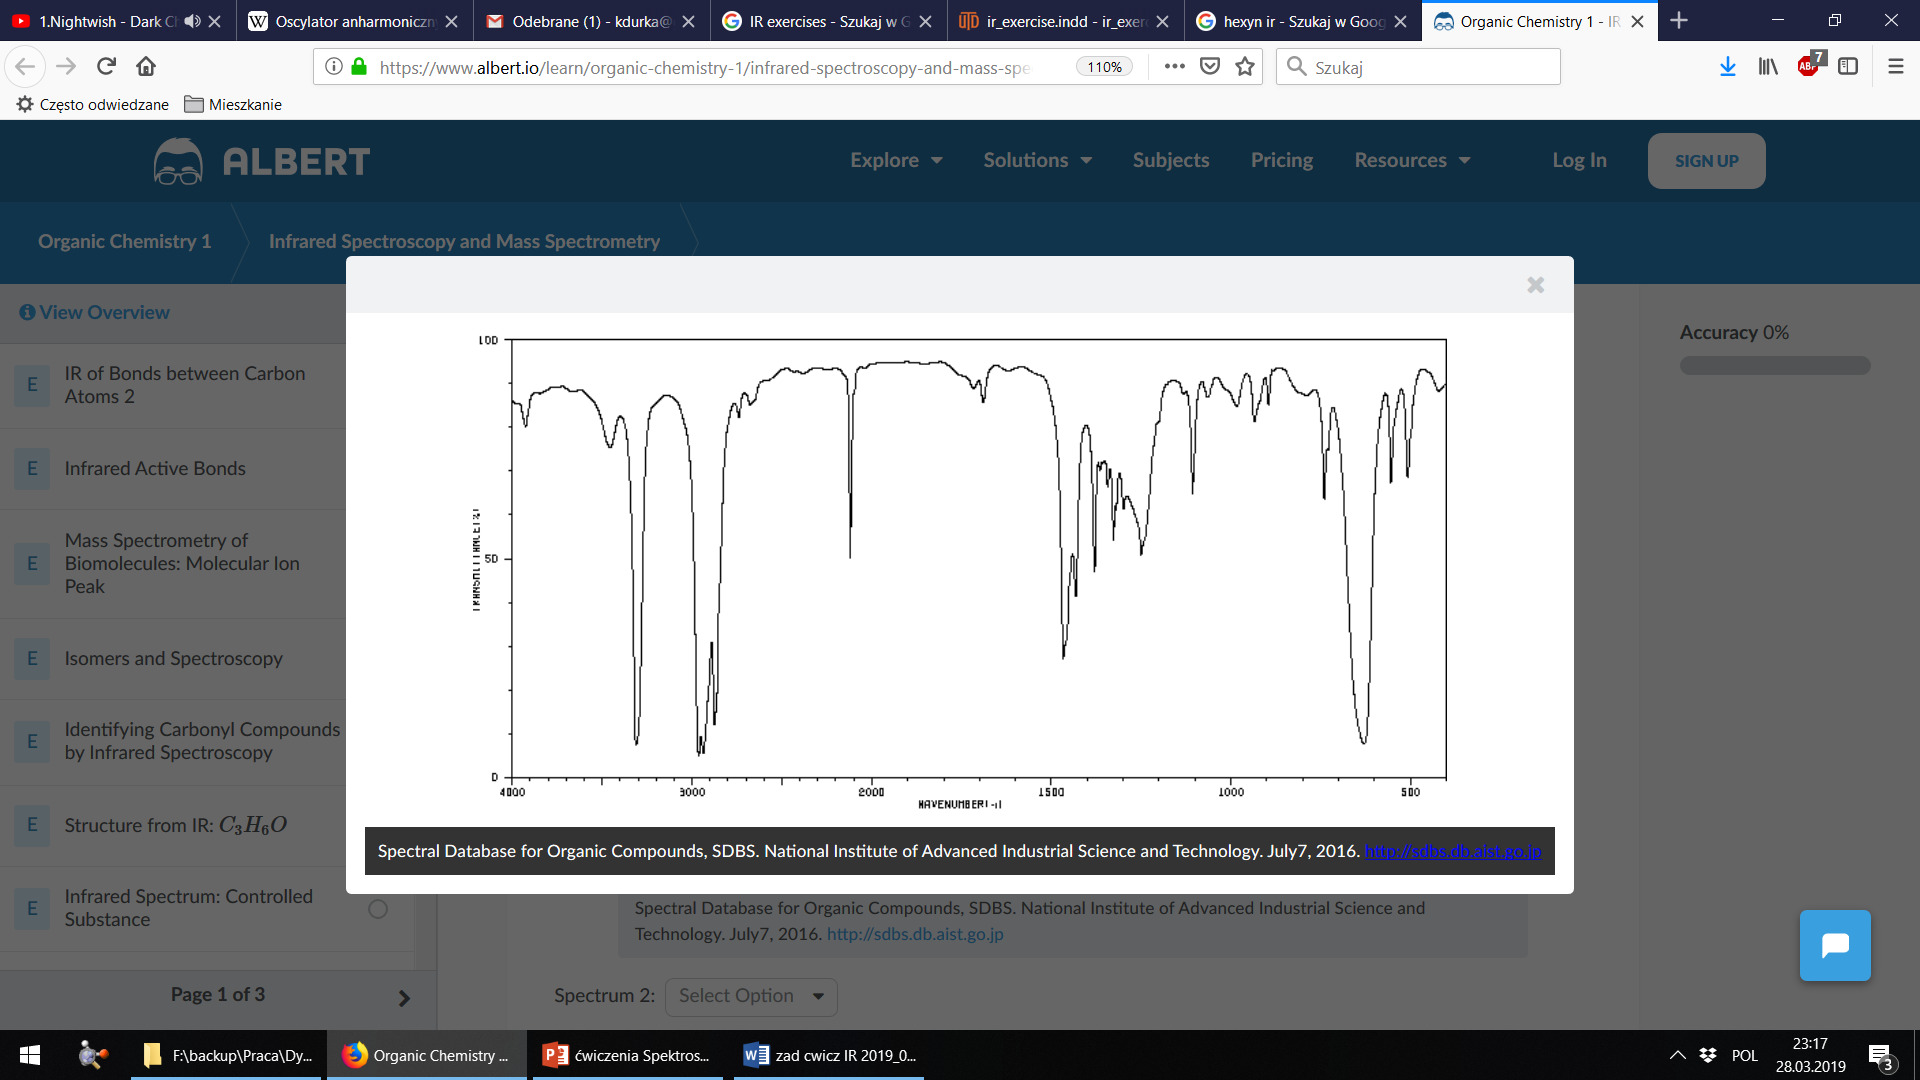 1.Nightwish - Dark Ch
Oscylator anharmoniczn
Odebrane (1) - kdurka@
IR exercises - Szukaj w G
ir_exercise.indd - ir_exer
hexyn ir - Szukaj w Goog
Organic Chemistry 1 - IR
https://www.albert.io/learn/organic-chemistry-1/infrared-spectroscopy-and-mass-spe
110%
Szukaj
ABP
7
Często odwiedzane
Mieszkanie
ALBERT
Explore
Solutions
Subjects
Pricing
Resources
Log In
SIGN UP
Organic Chemistry 1
Infrared Spectroscopy and Mass Spectrometry
View Overview
Accuracy 0%
E
IR of Bonds between Carbon
Atoms 2
E
Infrared Active Bonds
E
Mass Spectrometry of
Biomolecules: Molecular Ion
Peak
E
Isomers and Spectroscopy
E
Identifying Carbonyl Compounds
by Infrared Spectroscopy
E
Structure from IR: C3H6O
E
Infrared Spectrum: Controlled
Substance
Page 1 of 3
100
50
0
4000
3000
2000
1500
1000
500
Spectral Database for Organic Compounds, SDBS. National Institute of Advanced Industrial Science and Technology. July7, 2016. http://sdbs.db.aist.go.jp
Spectral Database for Organic Compounds, SDBS. National Institute of Advanced Industrial Science and
Technology. July7, 2016. http://sdbs.db.aist.go.jp
Spectrum 2:
Select Option
F:\backup\Praca\Dy...
Organic Chemistry ...
ćwiczenia Spektros...
zad cwicz IR 2019_0...
POL
23:17
28.03.2019
3